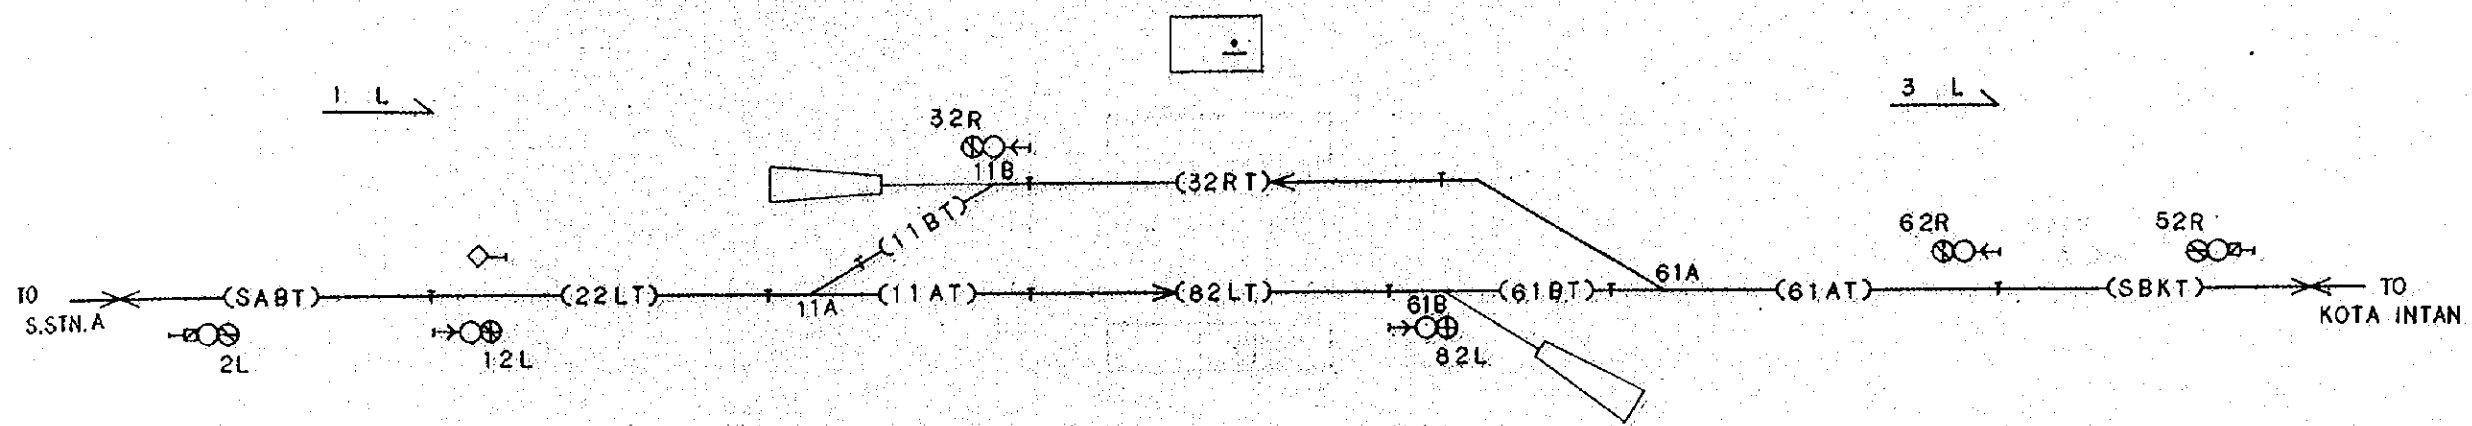 1 L
3 L
32R
11B
(32RT)
62R
52R
(11BT)
TO
S.STN.A
(SABT)
(22LT)
11A
(11AT)
(82LT)
61B
(61BT)
61A
(61AT)
(SBKT)
TO
KOTA INTAN
2L
12L
82L